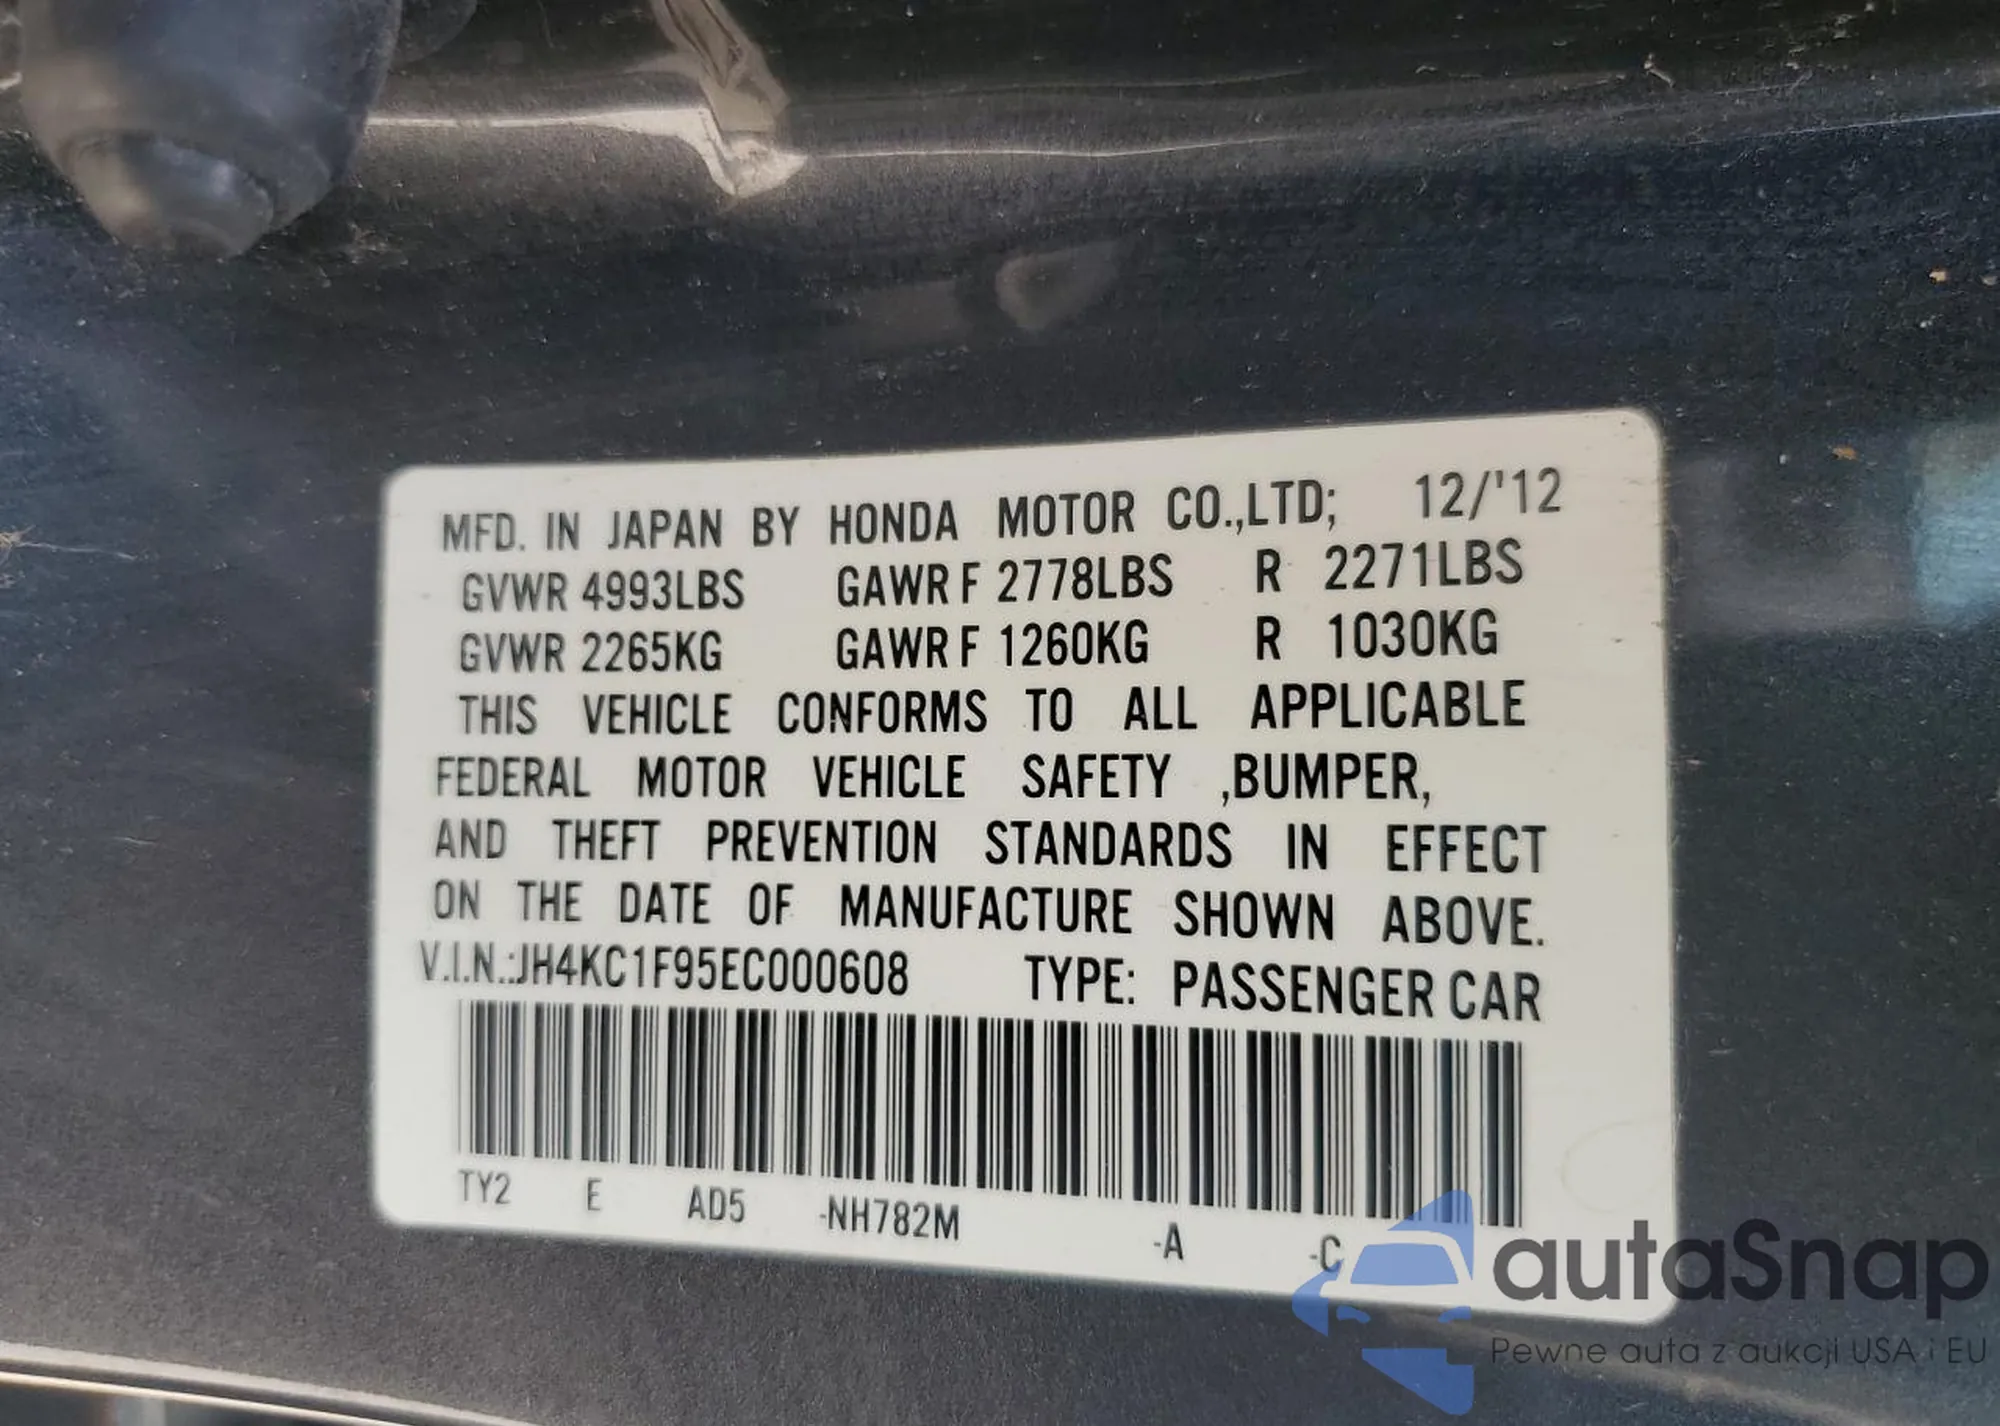 MFD. IN JAPAN BY HONDA MOTOR CO.,LTD; 12/'12
GVWR 4993LBS GAWR F 2778LBS R 2271LBS
GVWR 2265KG GAWR F 1260KG R 1030KG
THIS VEHICLE CONFORMS TO ALL APPLICABLE
FEDERAL MOTOR VEHICLE SAFETY ,BUMPER,
AND THEFT PREVENTION STANDARDS IN EFFECT
ON THE DATE OF MANUFACTURE SHOWN ABOVE.
V.I.N.:JH4KC1F95EC000608 TYPE: PASSENGER CAR
TY2 E AD5 -NH782M -A -C
autaSnap
Pewne auta z aukcji USA i EU